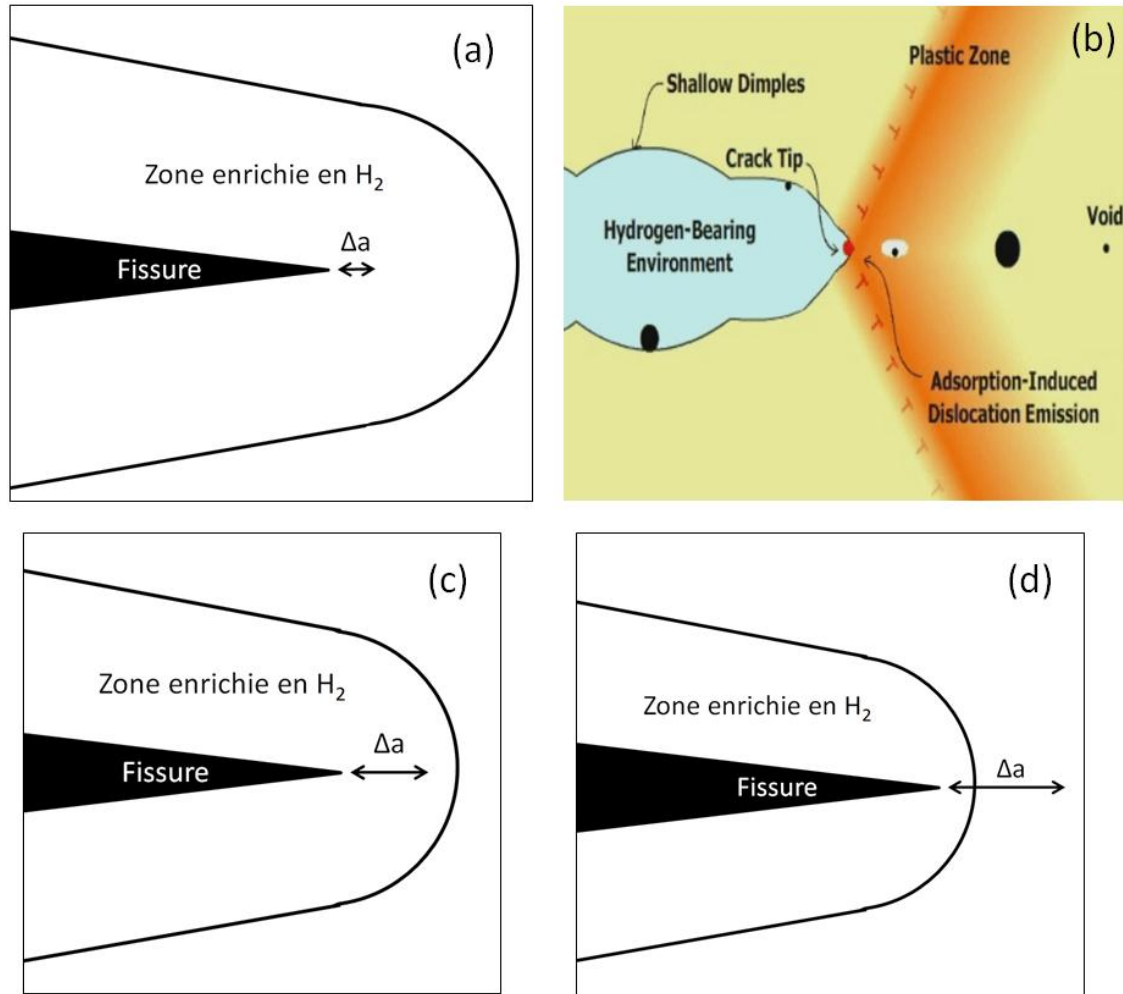 (a)
Zone enrichie en H₂
Δa
Fissure
(b)
Plastic Zone
Shallow Dimples
Crack Tip
Void
Hydrogen-Bearing
Environment
Adsorption-Induced
Dislocation Emission
(c)
Zone enrichie en H₂
Δa
Fissure
(d)
Zone enrichie en H₂
Δa
Fissure